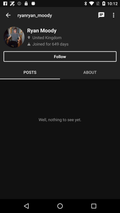 10:12
ryanryan_moody
Ryan Moody
United Kingdom
Joined for 649 days
Follow
POSTS
ABOUT
Well, nothing to see yet.